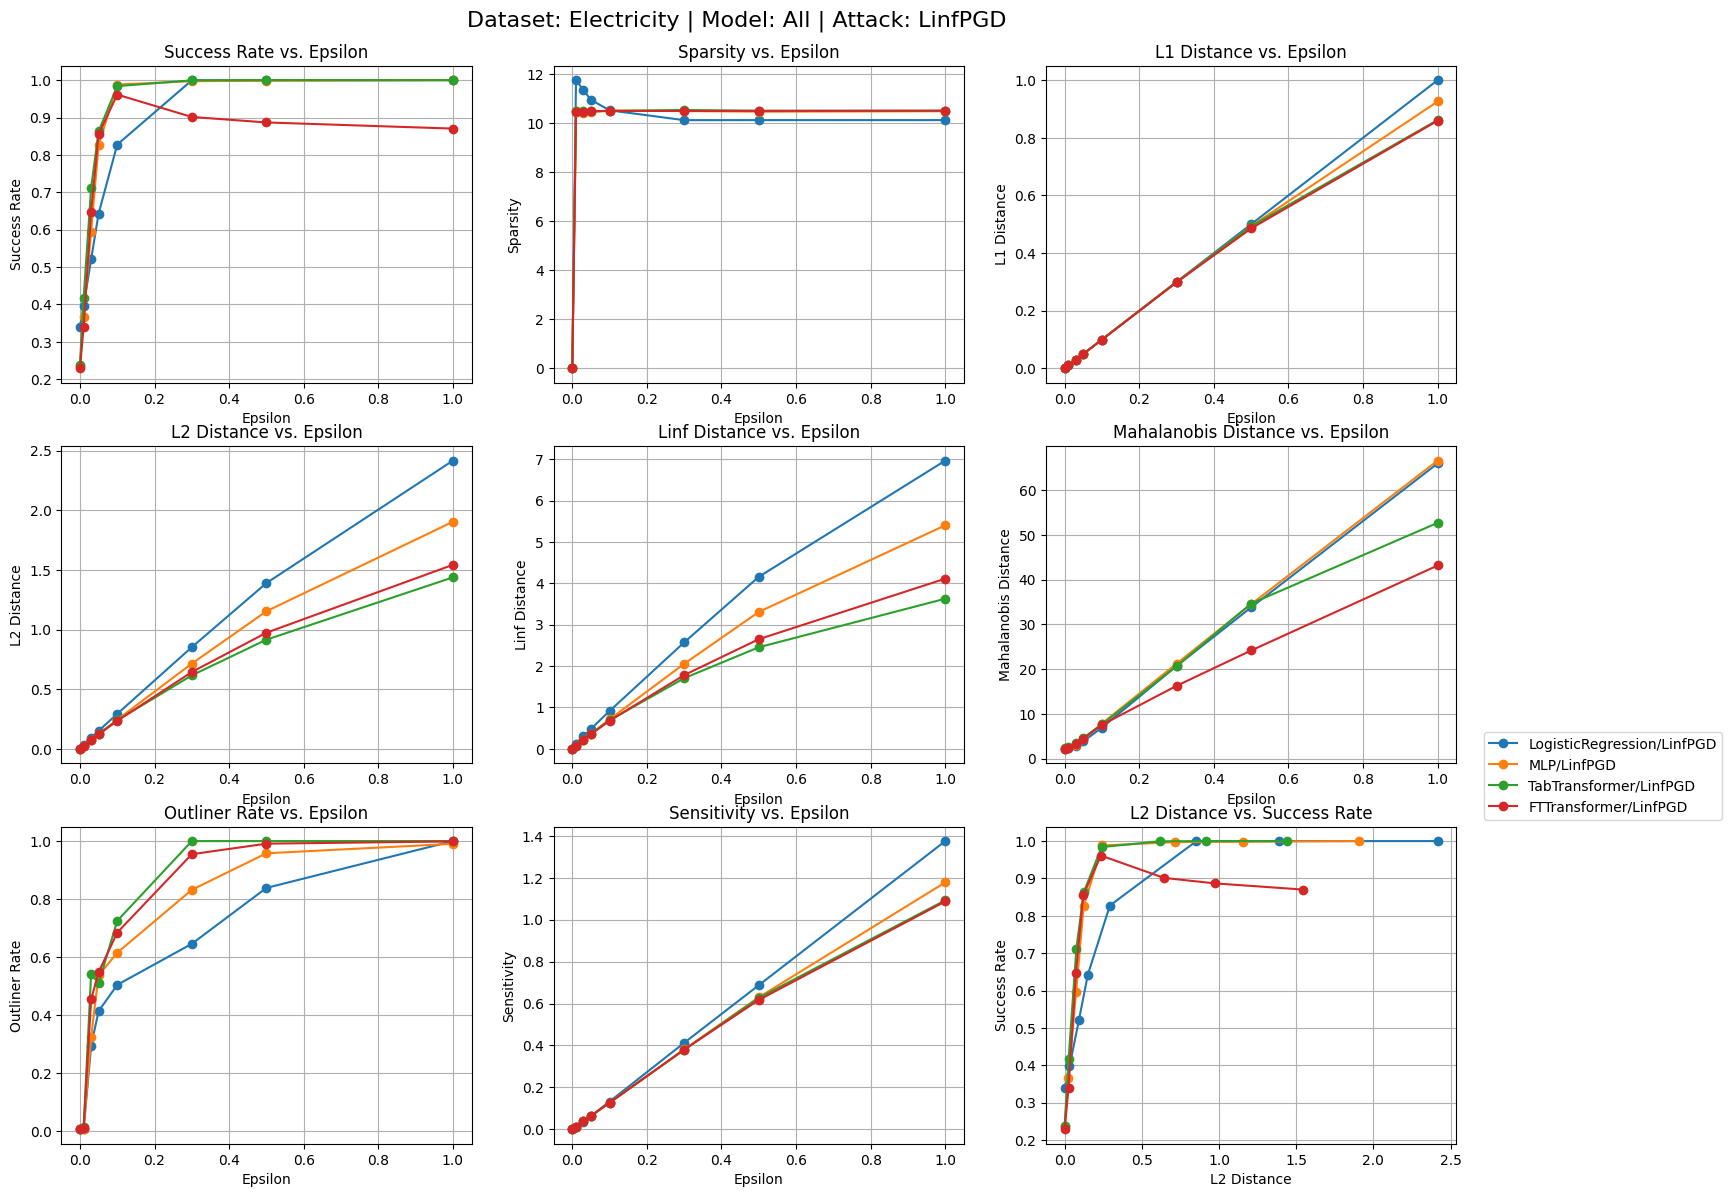 Dataset: Electricity | Model: All | Attack: LinfPGD
Success Rate vs. Epsilon
Success Rate
1.0
0.9
0.8
0.7
0.6
0.5
0.4
0.3
0.2
0.0 0.2 0.4 0.6 0.8 1.0
Epsilon
Sparsity vs. Epsilon
Sparsity
12
10
8
6
4
2
0
0.0 0.2 0.4 0.6 0.8 1.0
Epsilon
L1 Distance vs. Epsilon
L1 Distance
1.0
0.8
0.6
0.4
0.2
0.0
0.0 0.2 0.4 0.6 0.8 1.0
Epsilon
L2 Distance vs. Epsilon
L2 Distance
2.5
2.0
1.5
1.0
0.5
0.0
0.0 0.2 0.4 0.6 0.8 1.0
Epsilon
Linf Distance vs. Epsilon
Linf Distance
7
6
5
4
3
2
1
0
0.0 0.2 0.4 0.6 0.8 1.0
Epsilon
Mahalanobis Distance vs. Epsilon
Mahalanobis Distance
60
50
40
30
20
10
0
0.0 0.2 0.4 0.6 0.8 1.0
Epsilon
LogisticRegression/LinfPGD
MLP/LinfPGD
TabTransformer/LinfPGD
FTTransformer/LinfPGD
Outliner Rate vs. Epsilon
Outliner Rate
1.0
0.8
0.6
0.4
0.2
0.0
0.0 0.2 0.4 0.6 0.8 1.0
Epsilon
Sensitivity vs. Epsilon
Sensitivity
1.4
1.2
1.0
0.8
0.6
0.4
0.2
0.0
0.0 0.2 0.4 0.6 0.8 1.0
Epsilon
L2 Distance vs. Success Rate
Success Rate
1.0
0.9
0.8
0.7
0.6
0.5
0.4
0.3
0.2
0.0 0.5 1.0 1.5 2.0 2.5
L2 Distance